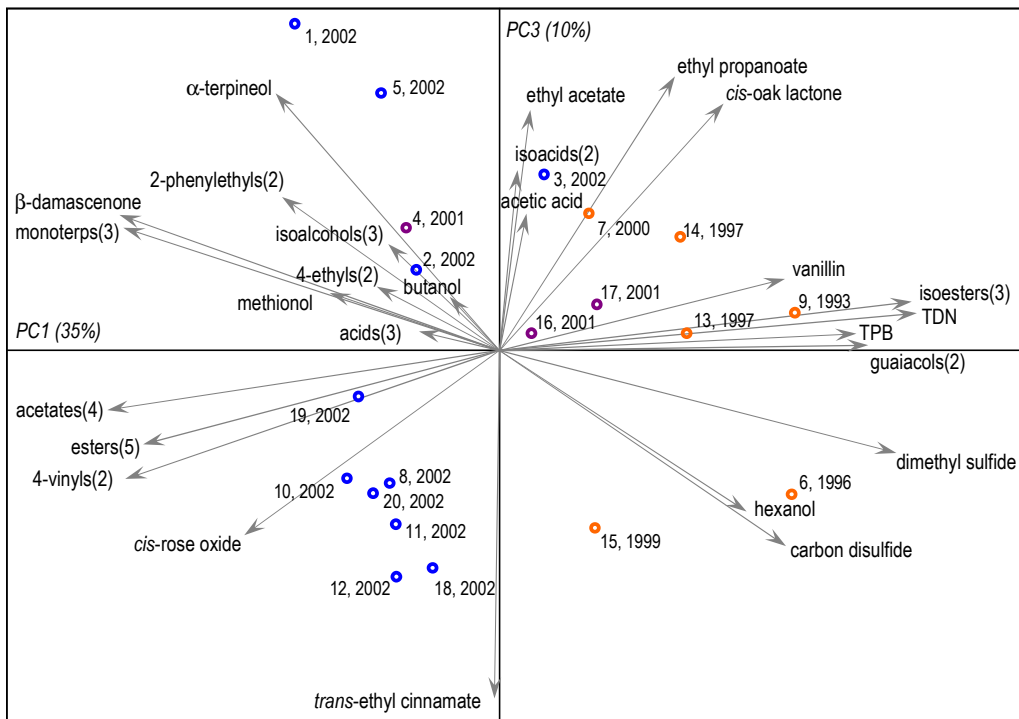 PC3 (10%)
1, 2002
ethyl propanoate
5, 2002
α-terpineol
ethyl acetate
cis-oak lactone
isoacids(2)
2-phenylethyls(2)
3, 2002
β-damascenone
acetic acid
4, 2001
7, 2000
14, 1997
monoterps(3)
isoalcohols(3)
2, 2002
4-ethyls(2)
vanillin
butanol
methionol
17, 2001
9, 1993
isoesters(3)
TDN
PC1 (35%)
acids(3)
16, 2001
13, 1997
TPB
guaiacols(2)
acetates(4)
19, 2002
esters(5)
dimethyl sulfide
4-vinyls(2)
8, 2002
6, 1996
10, 2002
20, 2002
hexanol
11, 2002
cis-rose oxide
15, 1999
carbon disulfide
12, 2002
18, 2002
trans-ethyl cinnamate